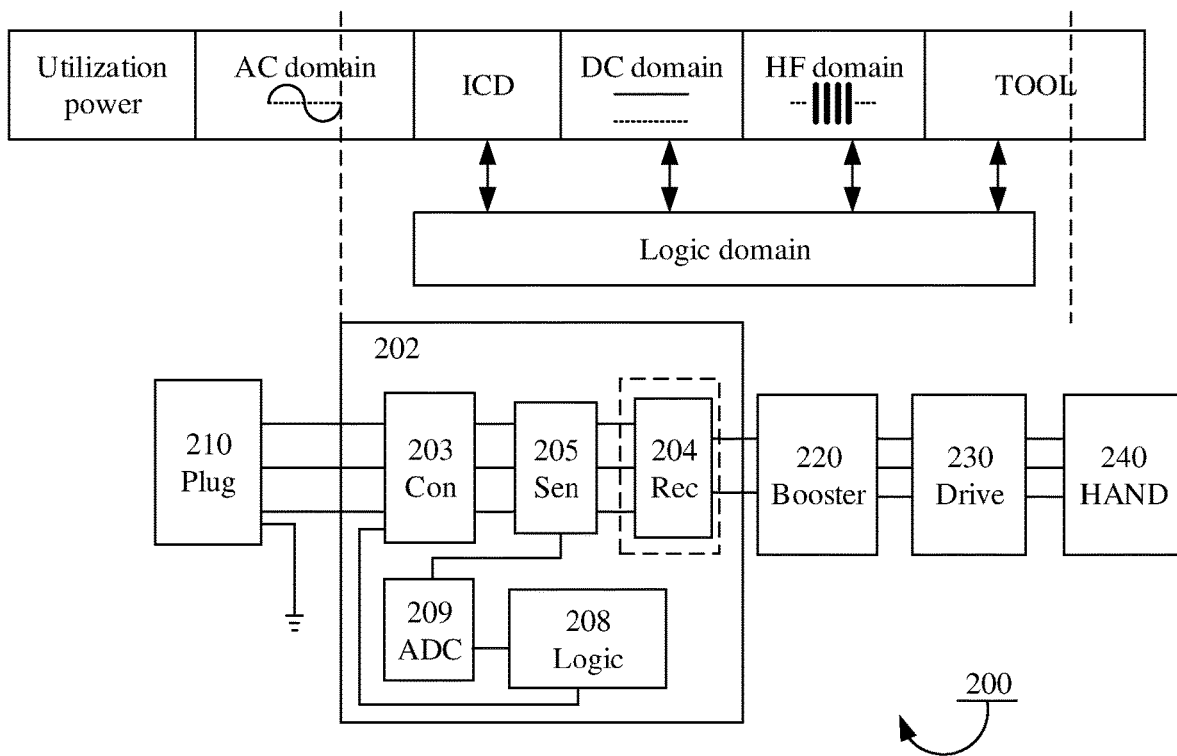 Utilization
power
AC domain
ICD
DC domain
HF domain
TOOL
Logic domain
202
210
Plug
203
Con
205
Sen
204
Rec
220
Booster
230
Drive
240
HAND
209
ADC
208
Logic
200